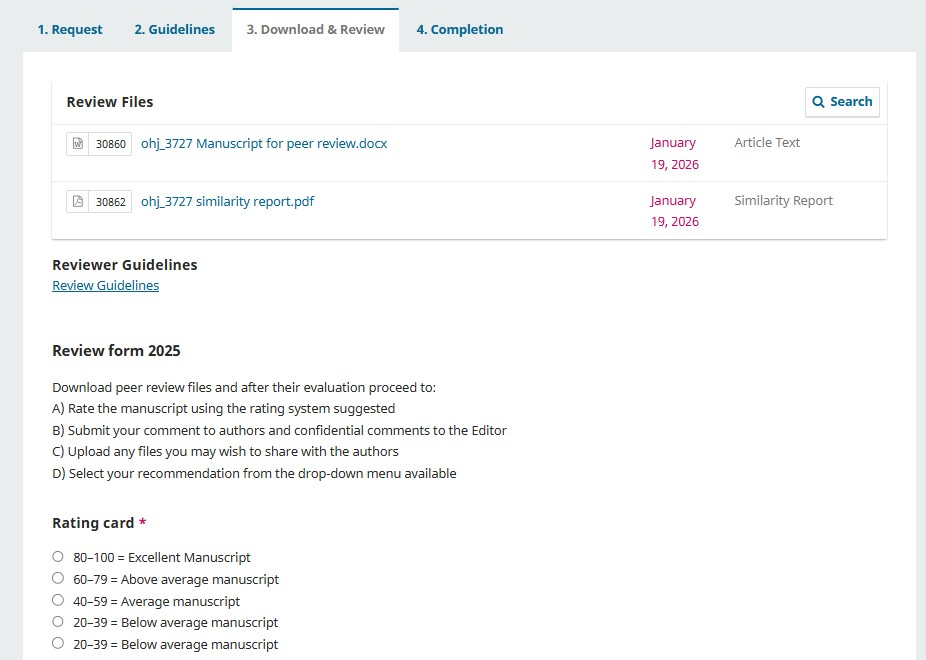 1. Request 2. Guidelines 3. Download & Review 4. Completion
Review Files Search
30860 ohj_3727 Manuscript for peer review.docx January 19, 2026 Article Text
30862 ohj_3727 similarity report.pdf January 19, 2026 Similarity Report
Reviewer Guidelines
Review Guidelines
Review form 2025
Download peer review files and after their evaluation proceed to:
A) Rate the manuscript using the rating system suggested
B) Submit your comment to authors and confidential comments to the Editor
C) Upload any files you may wish to share with the authors
D) Select your recommendation from the drop-down menu available
Rating card *
80–100 = Excellent Manuscript
60–79 = Above average manuscript
40–59 = Average manuscript
20–39 = Below average manuscript
20–39 = Below average manuscript